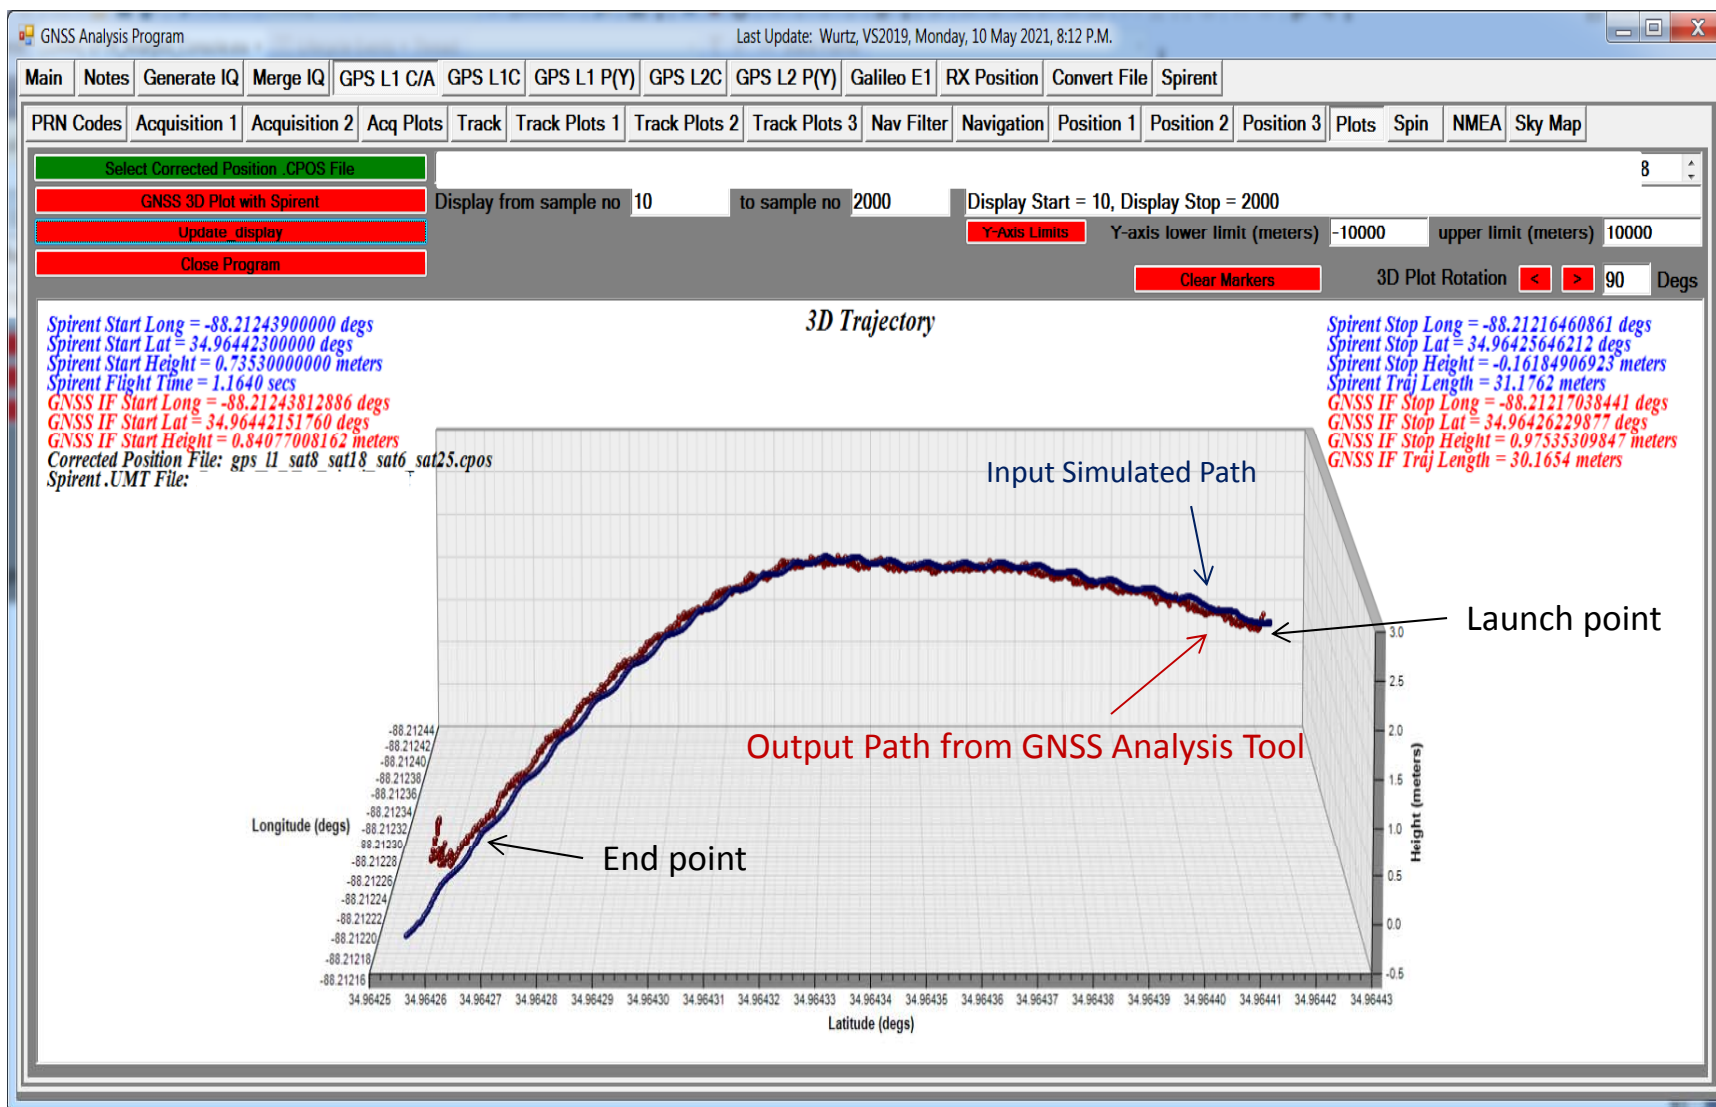 GNSS Analysis Program
Last Update: Wurtz, VS2019, Monday, 10 May 2021, 8:12 P.M.
Main Notes Generate IQ Merge IQ GPS L1 C/A GPS L1C GPS L1 P(Y) GPS L2C GPS L2 P(Y) Galileo E1 RX Position Convert File Spirent
PRN Codes Acquisition 1 Acquisition 2 Acq Plots Track Track Plots 1 Track Plots 2 Track Plots 3 Nav Filter Navigation Position 1 Position 2 Position 3 Plots Spin NMEA Sky Map
Select Corrected Position .CPOS File
8
GNSS 3D Plot with Spirent
Display from sample no 10 to sample no 2000 Display Start = 10, Display Stop = 2000
Update_display
Y-Axis Limits Y-axis lower limit (meters) -10000 upper limit (meters) 10000
Close Program
Clear Markers 3D Plot Rotation < > 90 Degs
3D Trajectory
Spirent Start Long = -88.21243900000 degs
Spirent Start Lat = 34.96442300000 degs
Spirent Start Height = 0.73530000000 meters
Spirent Flight Time = 1.1640 secs
GNSS IF Start Long = -88.21243812886 degs
GNSS IF Start Lat = 34.96442151760 degs
GNSS IF Start Height = 0.84077008162 meters
Corrected Position File: gps_l1_sat8_sat18_sat6_sat25.cpos
Spirent .UMT File:
Spirent Stop Long = -88.21216460861 degs
Spirent Stop Lat = 34.96425646212 degs
Spirent Stop Height = -0.16184906923 meters
Spirent Traj Length = 31.1762 meters
GNSS IF Stop Long = -88.21217038441 degs
GNSS IF Stop Lat = 34.96426229877 degs
GNSS IF Stop Height = 0.97535309847 meters
GNSS IF Traj Length = 30.1654 meters
Input Simulated Path
Launch point
Output Path from GNSS Analysis Tool
End point
3.0
2.5
2.0
1.5
1.0
0.5
0.0
-0.5
Height (meters)
-88.21244
-88.21242
-88.21240
-88.21238
-88.21236
-88.21234
-88.21232
-88.21230
-88.21228
-88.21226
-88.21224
-88.21222
-88.21220
-88.21218
-88.21216
Longitude (degs)
34.96425 34.96426 34.96427 34.96428 34.96429 34.96430 34.96431 34.96432 34.96433 34.96434 34.96435 34.96436 34.96437 34.96438 34.96439 34.96440 34.96441 34.96442 34.96443
Latitude (degs)